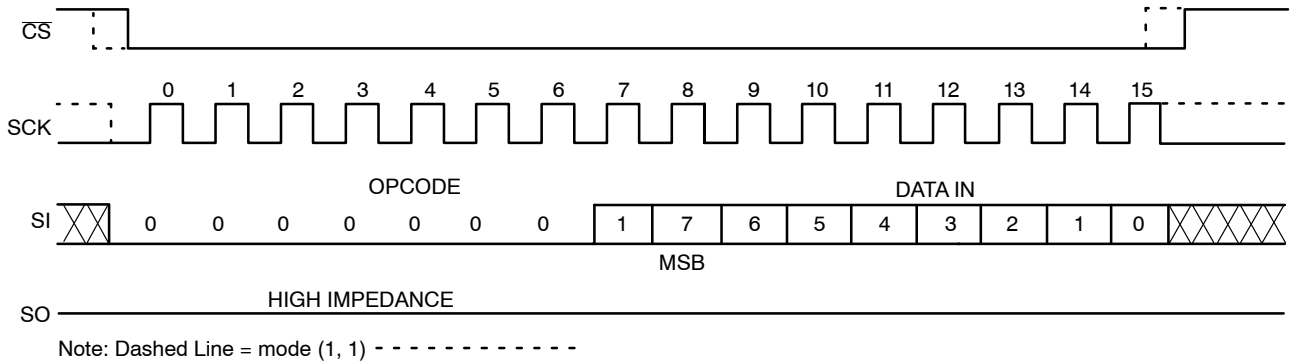 CS
0 1 2 3 4 5 6 7 8 9 10 11 12 13 14 15
SCK
OPCODE DATA IN
SI 0 0 0 0 0 0 0 1 7 6 5 4 3 2 1 0
MSB
HIGH IMPEDANCE
SO
Note: Dashed Line = mode (1, 1)